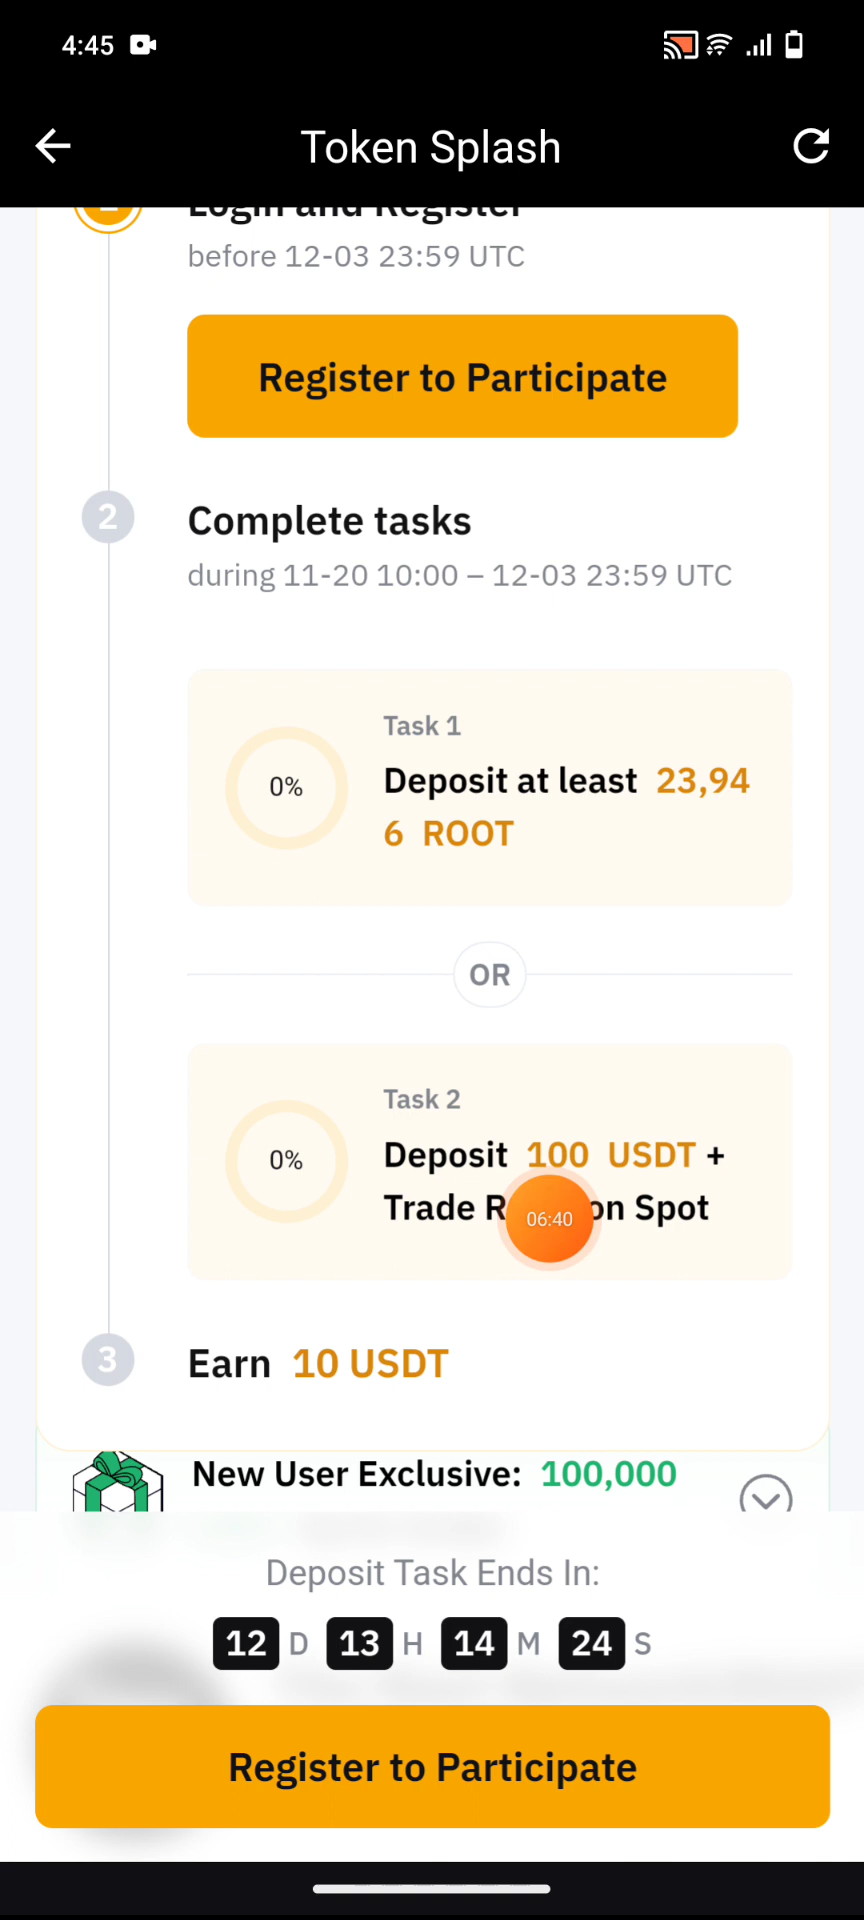 4:45
Token Splash
Login and Register
before 12-03 23:59 UTC
Register to Participate
2
Complete tasks
during 11-20 10:00 – 12-03 23:59 UTC
0%
Task 1
Deposit at least 23,94
6 ROOT
OR
0%
Task 2
Deposit 100 USDT +
Trade R
06:40
on Spot
3
Earn 10 USDT
New User Exclusive: 100,000
Deposit Task Ends In:
12 D 13 H 14 M 24 S
Register to Participate